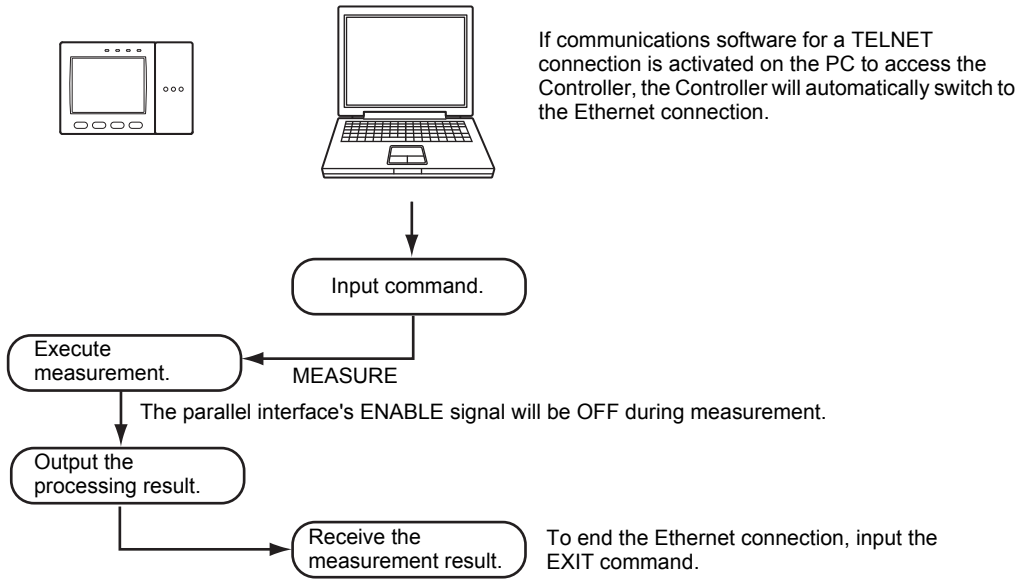 If communications software for a TELNET
connection is activated on the PC to access the
Controller, the Controller will automatically switch to
the Ethernet connection.
Input command.
Execute
measurement.
MEASURE
The parallel interface's ENABLE signal will be OFF during measurement.
Output the
processing result.
Receive the
measurement result.
To end the Ethernet connection, input the
EXIT command.